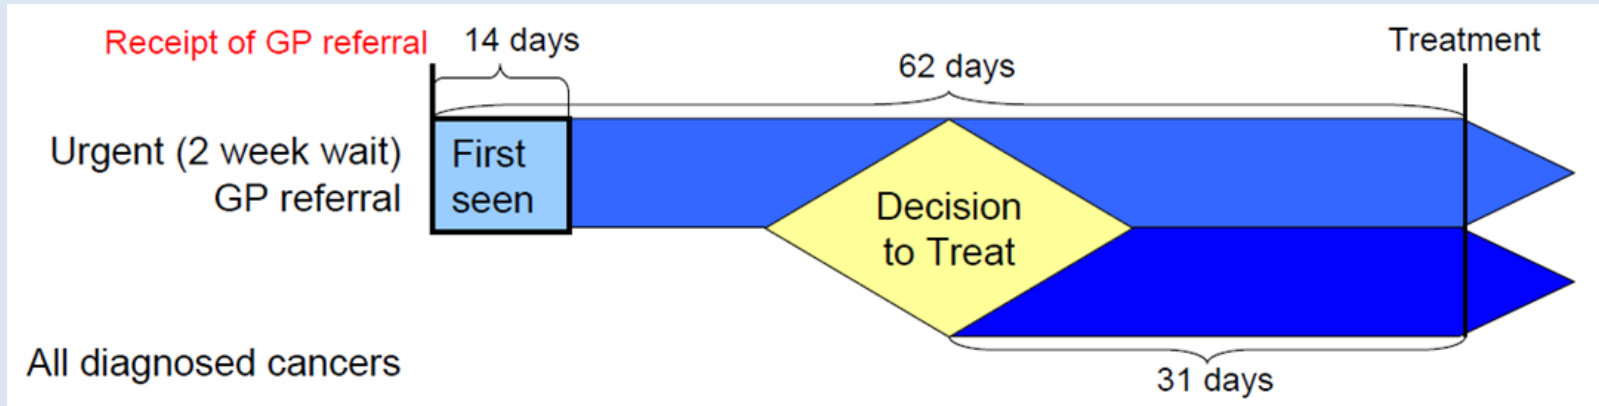 Receipt of GP referral
14 days
62 days
Treatment
Urgent (2 week wait)
GP referral
First
seen
Decision
to Treat
All diagnosed cancers
31 days